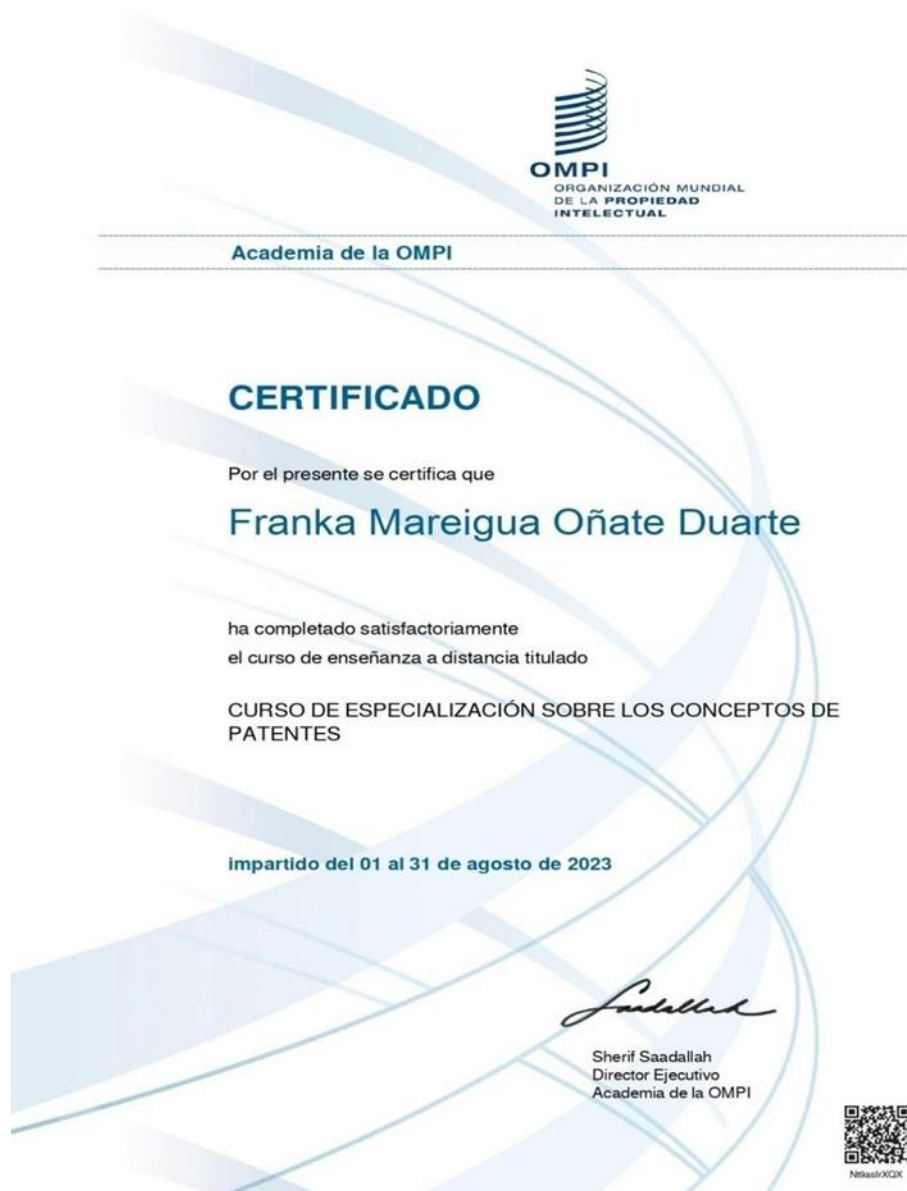 OMPI
ORGANIZACIÓN MUNDIAL
DE LA PROPIEDAD
INTELECTUAL
Academia de la OMPI
CERTIFICADO
Por el presente se certifica que
Franka Mareigua Oñate Duarte
ha completado satisfactoriamente
el curso de enseñanza a distancia titulado
CURSO DE ESPECIALIZACIÓN SOBRE LOS CONCEPTOS DE
PATENTES
impartido del 01 al 31 de agosto de 2023
Saadallah
Sherif Saadallah
Director Ejecutivo
Academia de la OMPI